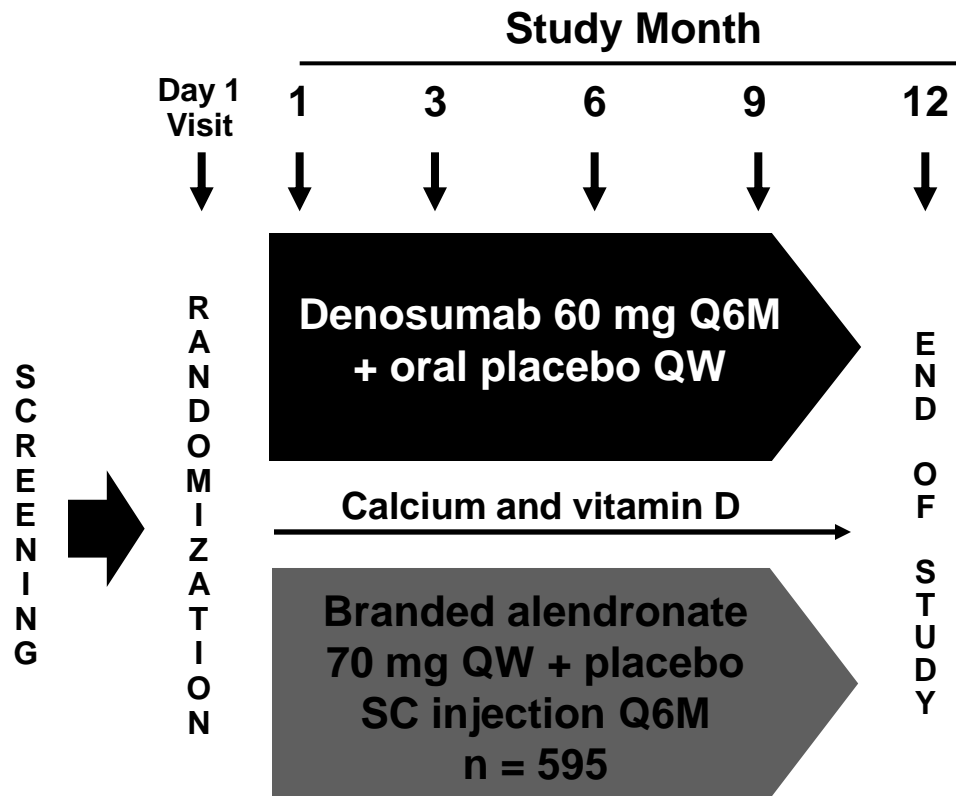 Study Month
Day 1
Visit
1
3
6
9
12
SCREENING
RANDOMIZATION
Denosumab 60 mg Q6M
+ oral placebo QW
Calcium and vitamin D
Branded alendronate
70 mg QW + placebo
SC injection Q6M
n = 595
END OF STUDY